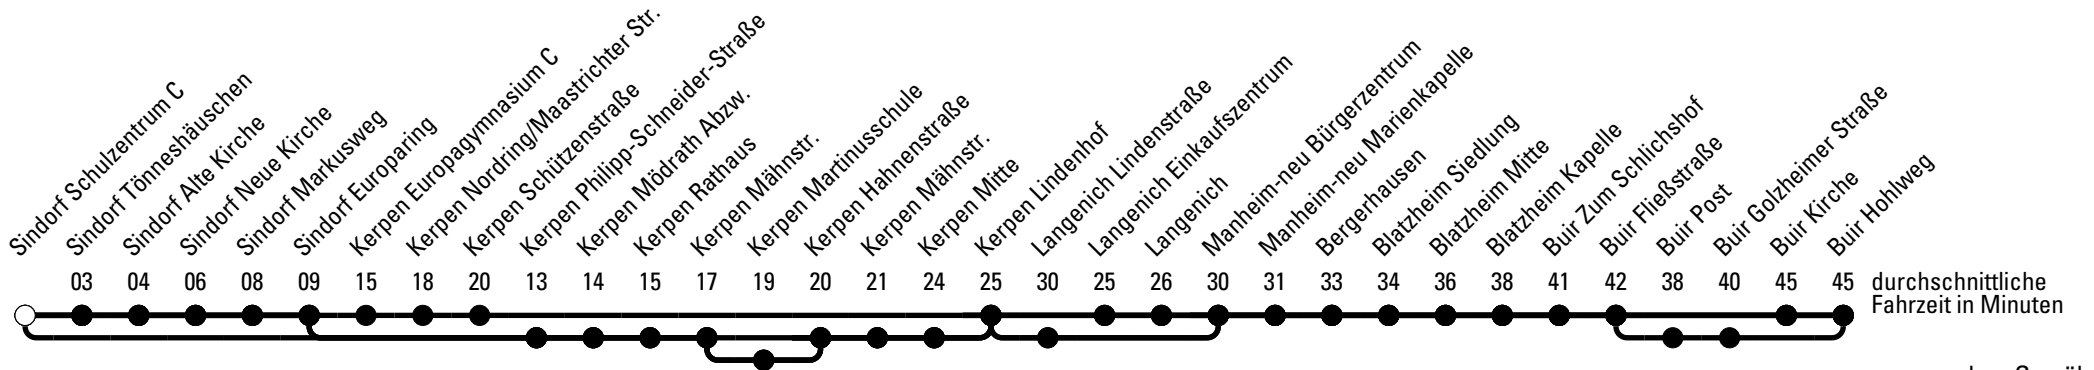 Sindorf Schulzentrum C
Sindorf Tönneshäuschen
Sindorf Alte Kirche
Sindorf Neue Kirche
Sindorf Markusweg
Sindorf Europaring
Kerpen Europagymnasium C
Kerpen Nordring/Maastrichter Str.
Kerpen Schützenstraße
Kerpen Philipp-Schneider-Straße
Kerpen Mödrath Abzw.
Kerpen Rathaus
Kerpen Mähnstr.
Kerpen Martinusschule
Kerpen Hahnenstraße
Kerpen Mähnstr.
Kerpen Mitte
Kerpen Lindenhof
Langenich Lindenstraße
Langenich Einkaufszentrum
Langenich
Manheim-neu Bürgerzentrum
Manheim-neu Marienkapelle
Bergerhausen
Blatzheim Siedlung
Blatzheim Mitte
Blatzheim Kapelle
Buir Zum Schlichshof
Buir Fließstraße
Buir Post
Buir Golzheimer Straße
Buir Kirche
Buir Hohlweg
03 04 06 08 09 15 18 20 13 14 15 17 19 20 21 24 25 30 25 26 30 31 33 34 36 38 41 42 38 40 45 45 durchschnittliche
Fahrzeit in Minuten